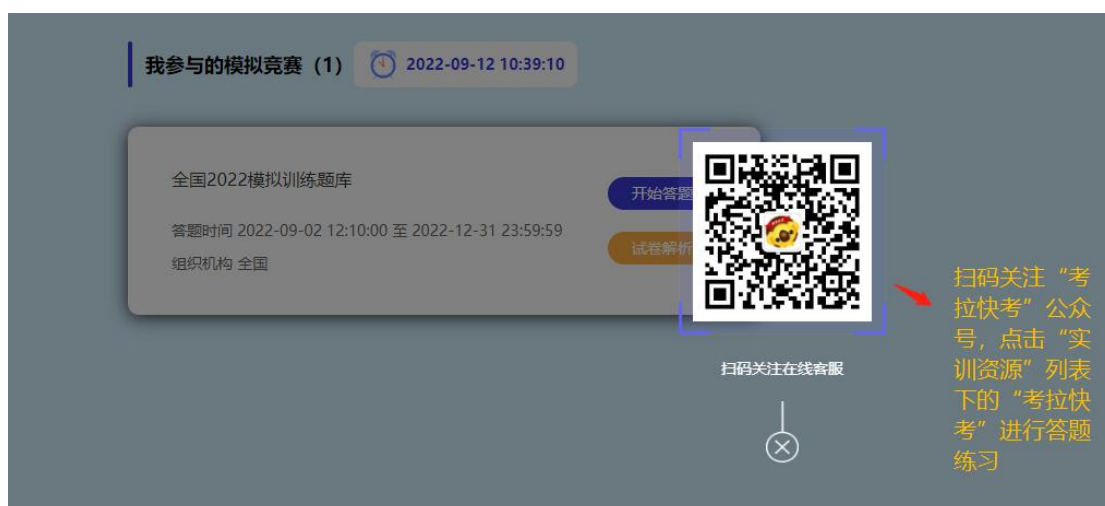 我参与的模拟竞赛（1）
2022-09-12 10:39:10
全国2022模拟训练题库
开始答题
答题时间 2022-09-02 12:10:00 至 2022-12-31 23:59:59
试卷解析
组织机构 全国
扫码关注在线客服
扫码关注“考
拉快考”公众
号，点击“实
训资源”列表
下的“考拉快
考”进行答题
练习